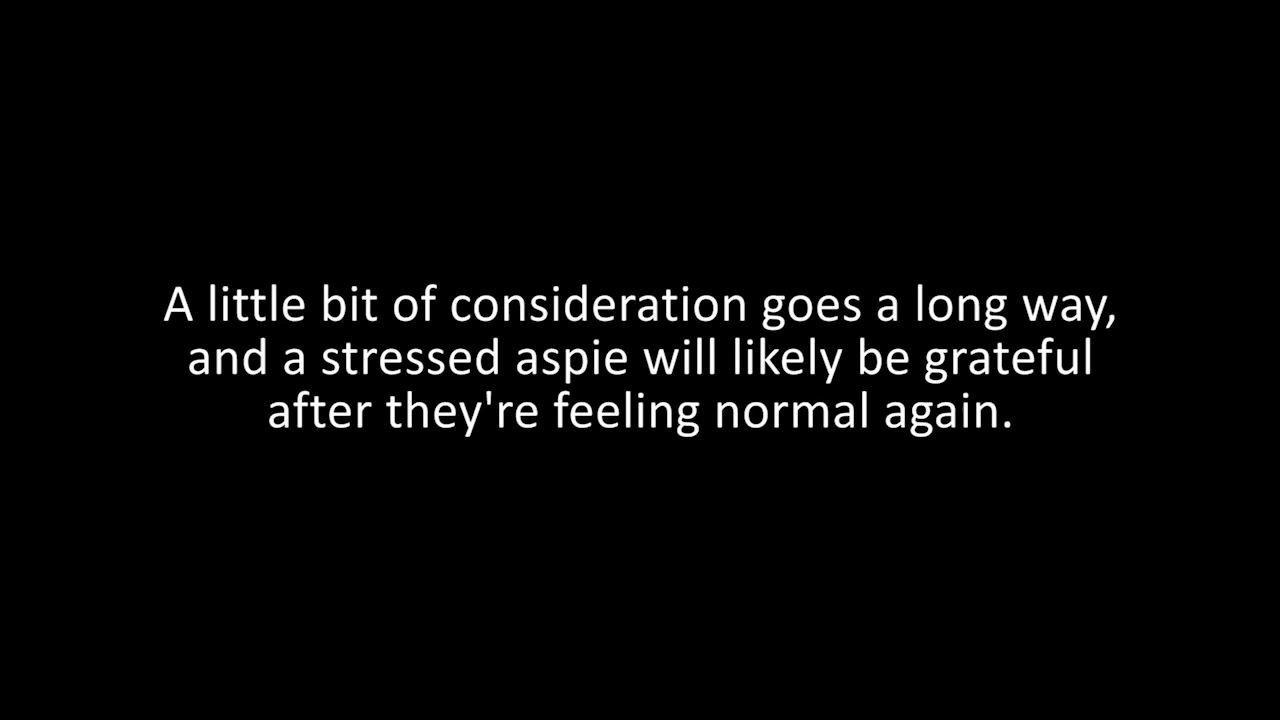 A little bit of consideration goes a long way,
and a stressed aspie will likely be grateful
after they're feeling normal again.